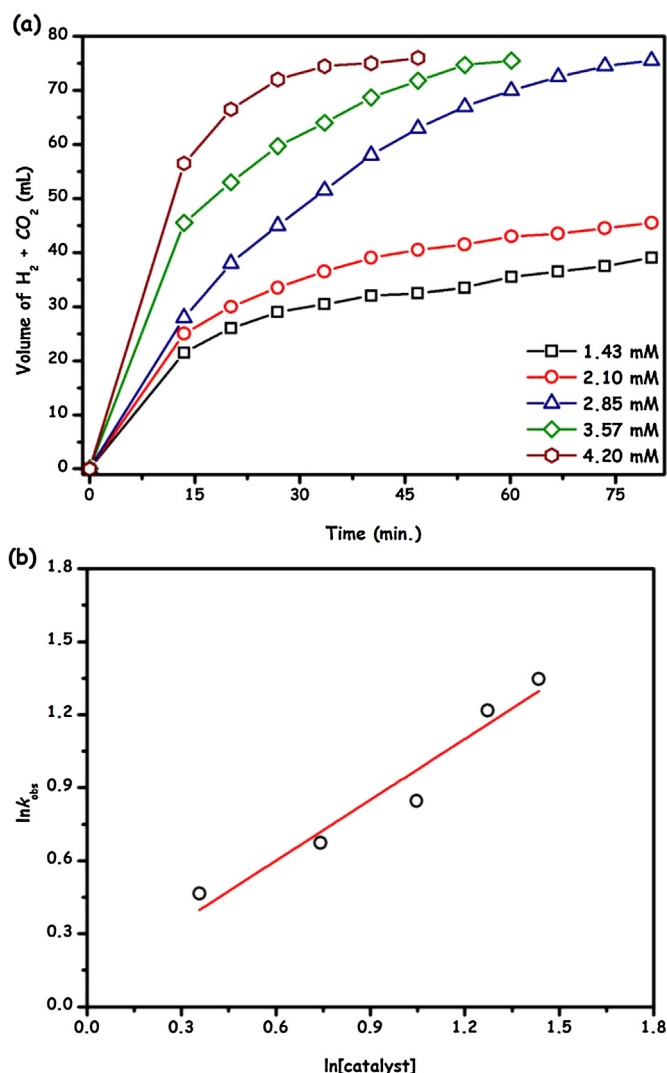 (a)
Volume of H₂ + CO₂ (mL)
80
70
60
50
40
30
20
10
0
1.43 mM
2.10 mM
2.85 mM
3.57 mM
4.20 mM
0 15 30 45 60 75
Time (min.)
(b)
lnk_obs
1.8
1.5
1.2
0.9
0.6
0.3
0.0
0.0 0.3 0.6 0.9 1.2 1.5 1.8
ln[catalyst]